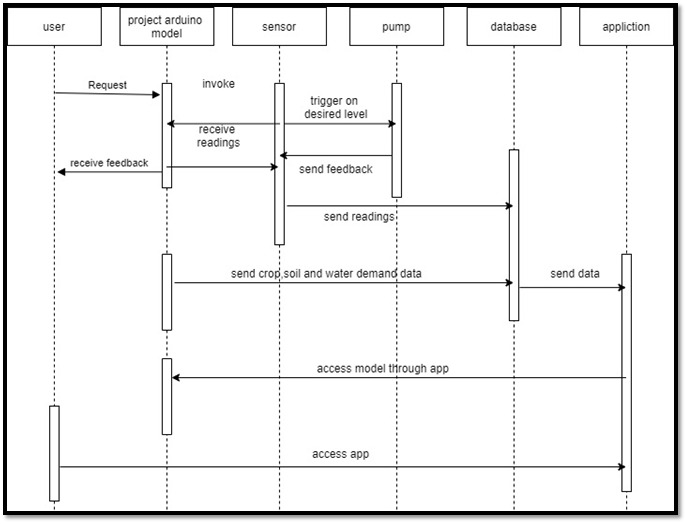 user
project arduino
model
sensor
pump
database
appliction
Request
invoke
trigger on
desired level
receive
readings
receive feedback
send feedback
send readings
send crop,soil and water demand data
send data
access model through app
access app